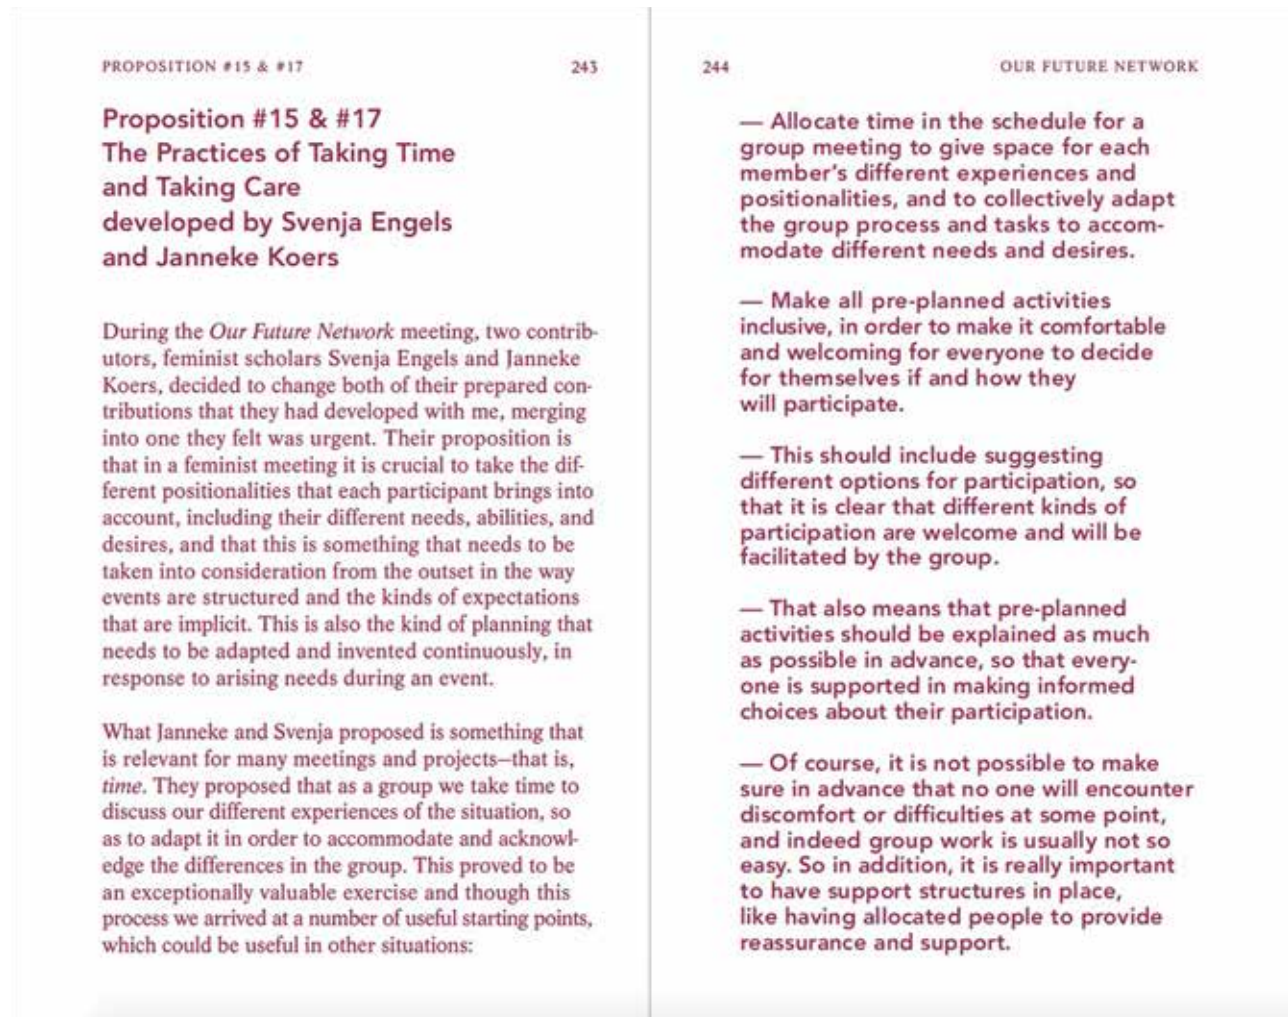 PROPOSITION #15 & #17 243
Proposition #15 & #17
The Practices of Taking Time
and Taking Care
developed by Svenja Engels
and Janneke Koers
During the Our Future Network meeting, two contrib-
utors, feminist scholars Svenja Engels and Janneke
Koers, decided to change both of their prepared con-
tributions that they had developed with me, merging
into one they felt was urgent. Their proposition is
that in a feminist meeting it is crucial to take the dif-
ferent positionalities that each participant brings into
account, including their different needs, abilities, and
desires, and that this is something that needs to be
taken into consideration from the outset in the way
events are structured and the kinds of expectations
that are implicit. This is also the kind of planning that
needs to be adapted and invented continuously, in
response to arising needs during an event.
What Janneke and Svenja proposed is something that
is relevant for many meetings and projects—that is,
time. They proposed that as a group we take time to
discuss our different experiences of the situation, so
as to adapt it in order to accommodate and acknowl-
edge the differences in the group. This proved to be
an exceptionally valuable exercise and though this
process we arrived at a number of useful starting points,
which could be useful in other situations:
244 OUR FUTURE NETWORK
— Allocate time in the schedule for a
group meeting to give space for each
member's different experiences and
positionalities, and to collectively adapt
the group process and tasks to accom-
modate different needs and desires.
— Make all pre-planned activities
inclusive, in order to make it comfortable
and welcoming for everyone to decide
for themselves if and how they
will participate.
— This should include suggesting
different options for participation, so
that it is clear that different kinds of
participation are welcome and will be
facilitated by the group.
— That also means that pre-planned
activities should be explained as much
as possible in advance, so that every-
one is supported in making informed
choices about their participation.
— Of course, it is not possible to make
sure in advance that no one will encounter
discomfort or difficulties at some point,
and indeed group work is usually not so
easy. So in addition, it is really important
to have support structures in place,
like having allocated people to provide
reassurance and support.